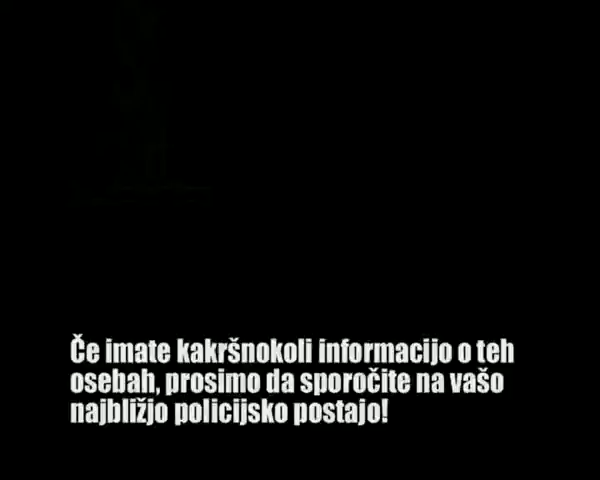 Če imate kakršnokoli informacijo o teh
osebah, prosimo da sporočite na vašo
najbližjo policijsko postajo!